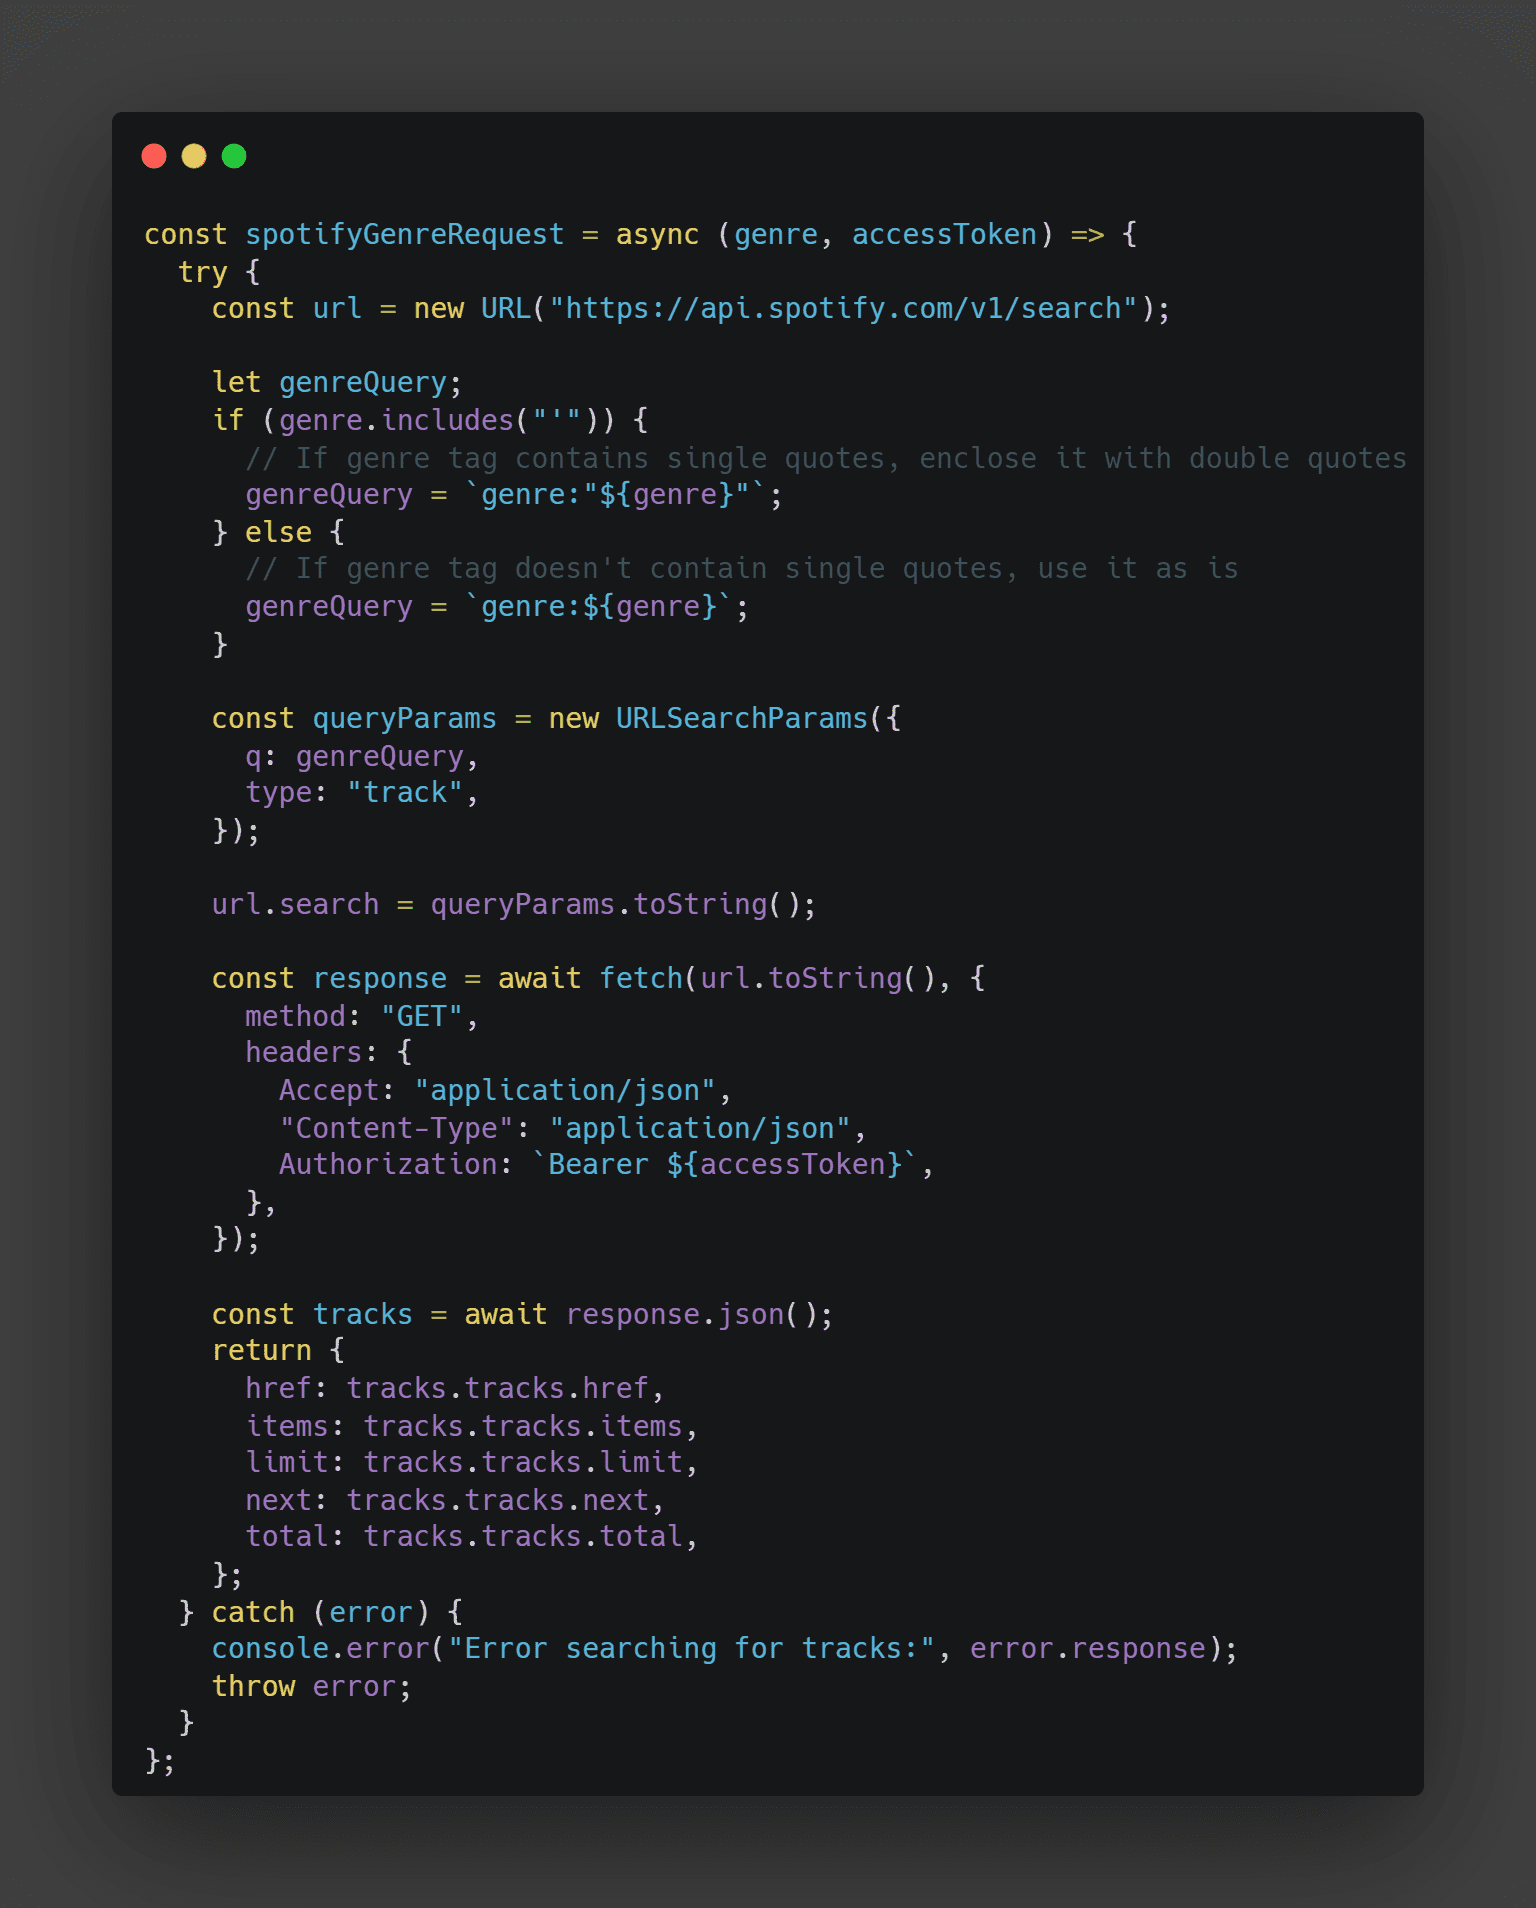 const spotifyGenreRequest = async (genre, accessToken) => {
  try {
    const url = new URL("https://api.spotify.com/v1/search");

    let genreQuery;
    if (genre.includes("'")) {
      // If genre tag contains single quotes, enclose it with double quotes
      genreQuery = `genre:"${genre}"`;
    } else {
      // If genre tag doesn't contain single quotes, use it as is
      genreQuery = `genre:${genre}`;
    }

    const queryParams = new URLSearchParams({
      q: genreQuery,
      type: "track",
    });

    url.search = queryParams.toString();

    const response = await fetch(url.toString(), {
      method: "GET",
      headers: {
        Accept: "application/json",
        "Content-Type": "application/json",
        Authorization: `Bearer ${accessToken}`,
      },
    });

    const tracks = await response.json();
    return {
      href: tracks.tracks.href,
      items: tracks.tracks.items,
      limit: tracks.tracks.limit,
      next: tracks.tracks.next,
      total: tracks.tracks.total,
    };
  } catch (error) {
    console.error("Error searching for tracks:", error.response);
    throw error;
  }
};